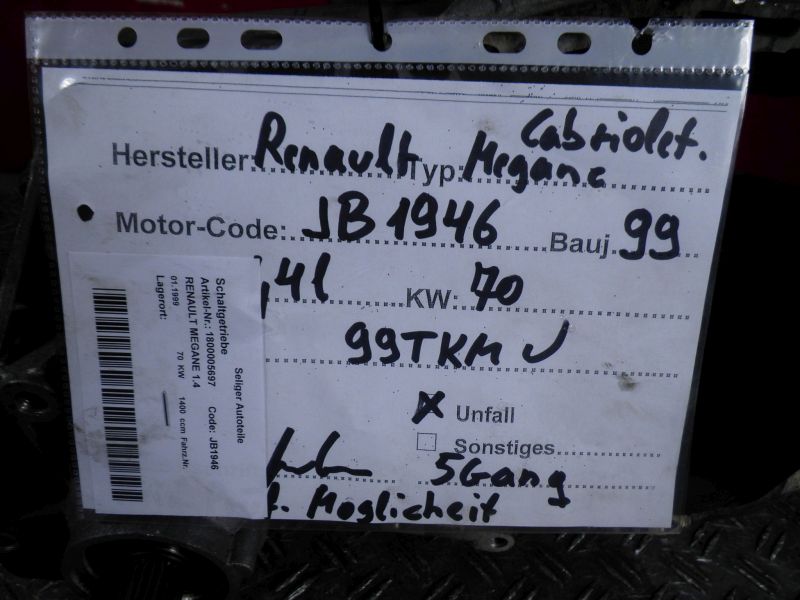 Cabriolet.
Hersteller: Renault Typ: Megane
Motor-Code: JB1946 Bauj. 99
,4l KW: 70
99TKM
Unfall
Sonstiges
5Gang
f. Moglicheit
Seliger Autoteile
Schaltgetriebe
Artikel-Nr.: 1800005697 Code: JB1946
RENAULT MEGANE 1.4
01.1999 70 KW 1400 ccm Fahrz.Nr.
Lagerort: